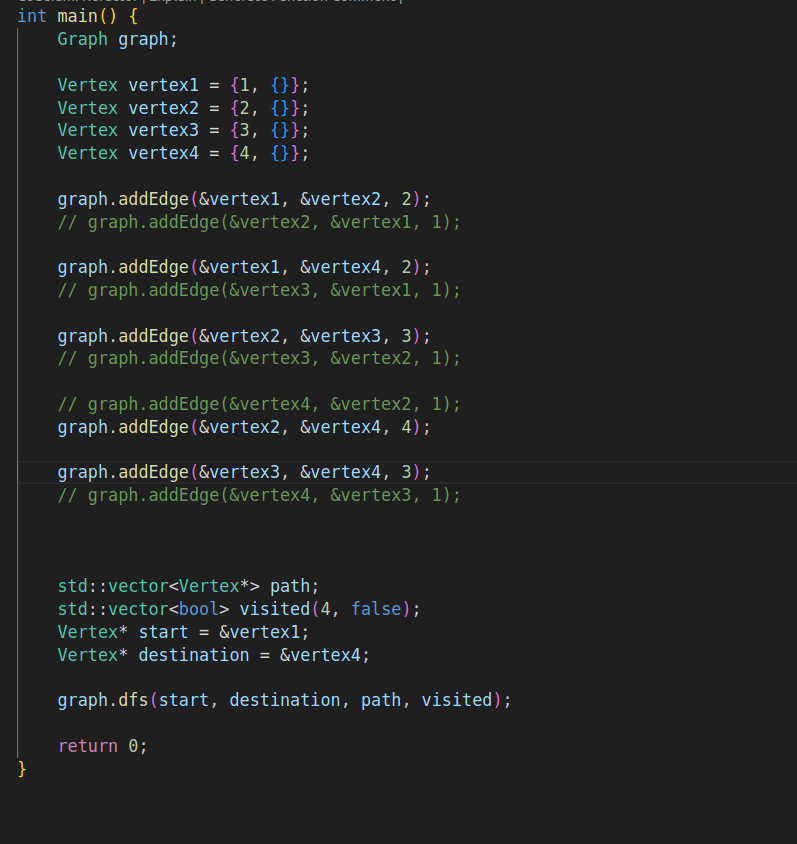 int main() {
    Graph graph;

    Vertex vertex1 = {1, {}};
    Vertex vertex2 = {2, {}};
    Vertex vertex3 = {3, {}};
    Vertex vertex4 = {4, {}};

    graph.addEdge(&vertex1, &vertex2, 2);
    // graph.addEdge(&vertex2, &vertex1, 1);

    graph.addEdge(&vertex1, &vertex4, 2);
    // graph.addEdge(&vertex3, &vertex1, 1);

    graph.addEdge(&vertex2, &vertex3, 3);
    // graph.addEdge(&vertex3, &vertex2, 1);

    // graph.addEdge(&vertex4, &vertex2, 1);
    graph.addEdge(&vertex2, &vertex4, 4);

    graph.addEdge(&vertex3, &vertex4, 3);
    // graph.addEdge(&vertex4, &vertex3, 1);

    std::vector<Vertex*> path;
    std::vector<bool> visited(4, false);
    Vertex* start = &vertex1;
    Vertex* destination = &vertex4;

    graph.dfs(start, destination, path, visited);

    return 0;
}